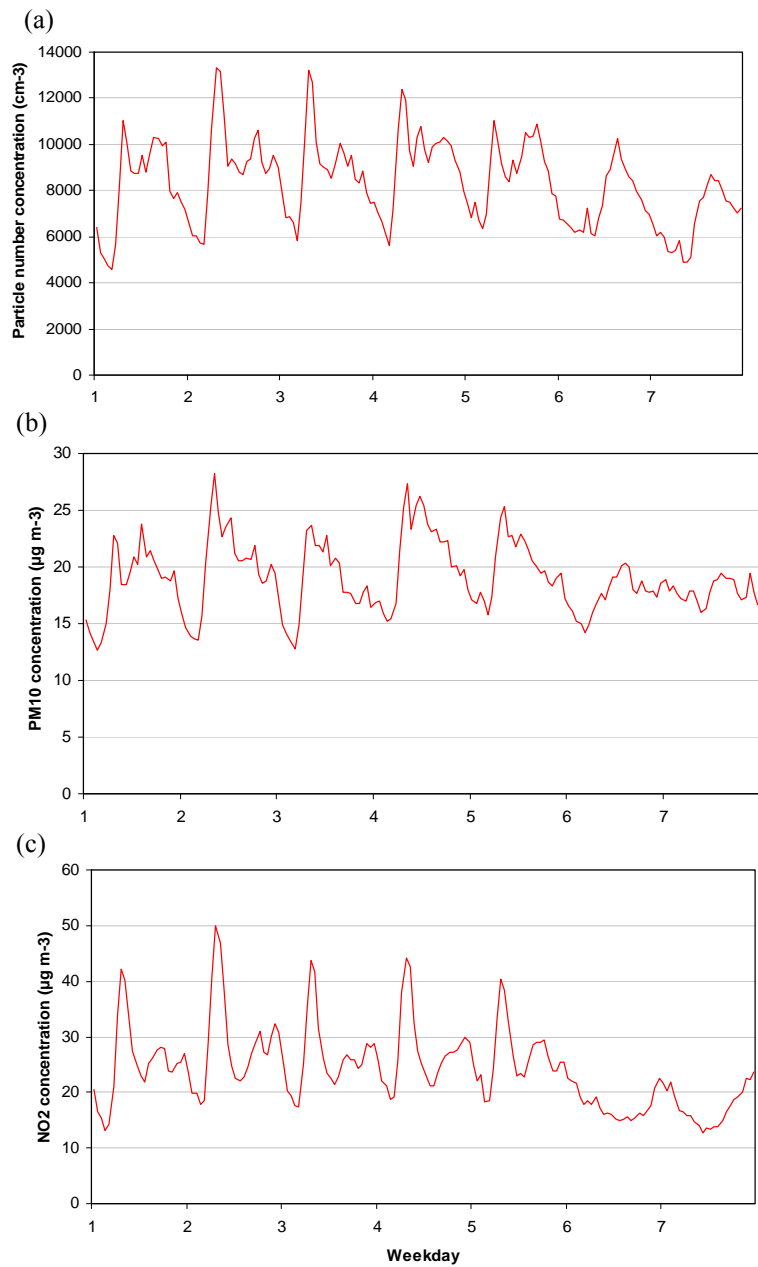 (a)
Particle number concentration (cm-3)
14000
12000
10000
8000
6000
4000
2000
0
1 2 3 4 5 6 7
(b)
PM10 concentration (µg m-3)
30
25
20
15
10
5
0
1 2 3 4 5 6 7
(c)
NO2 concentration (µg m-3)
60
50
40
30
20
10
0
1 2 3 4 5 6 7
Weekday